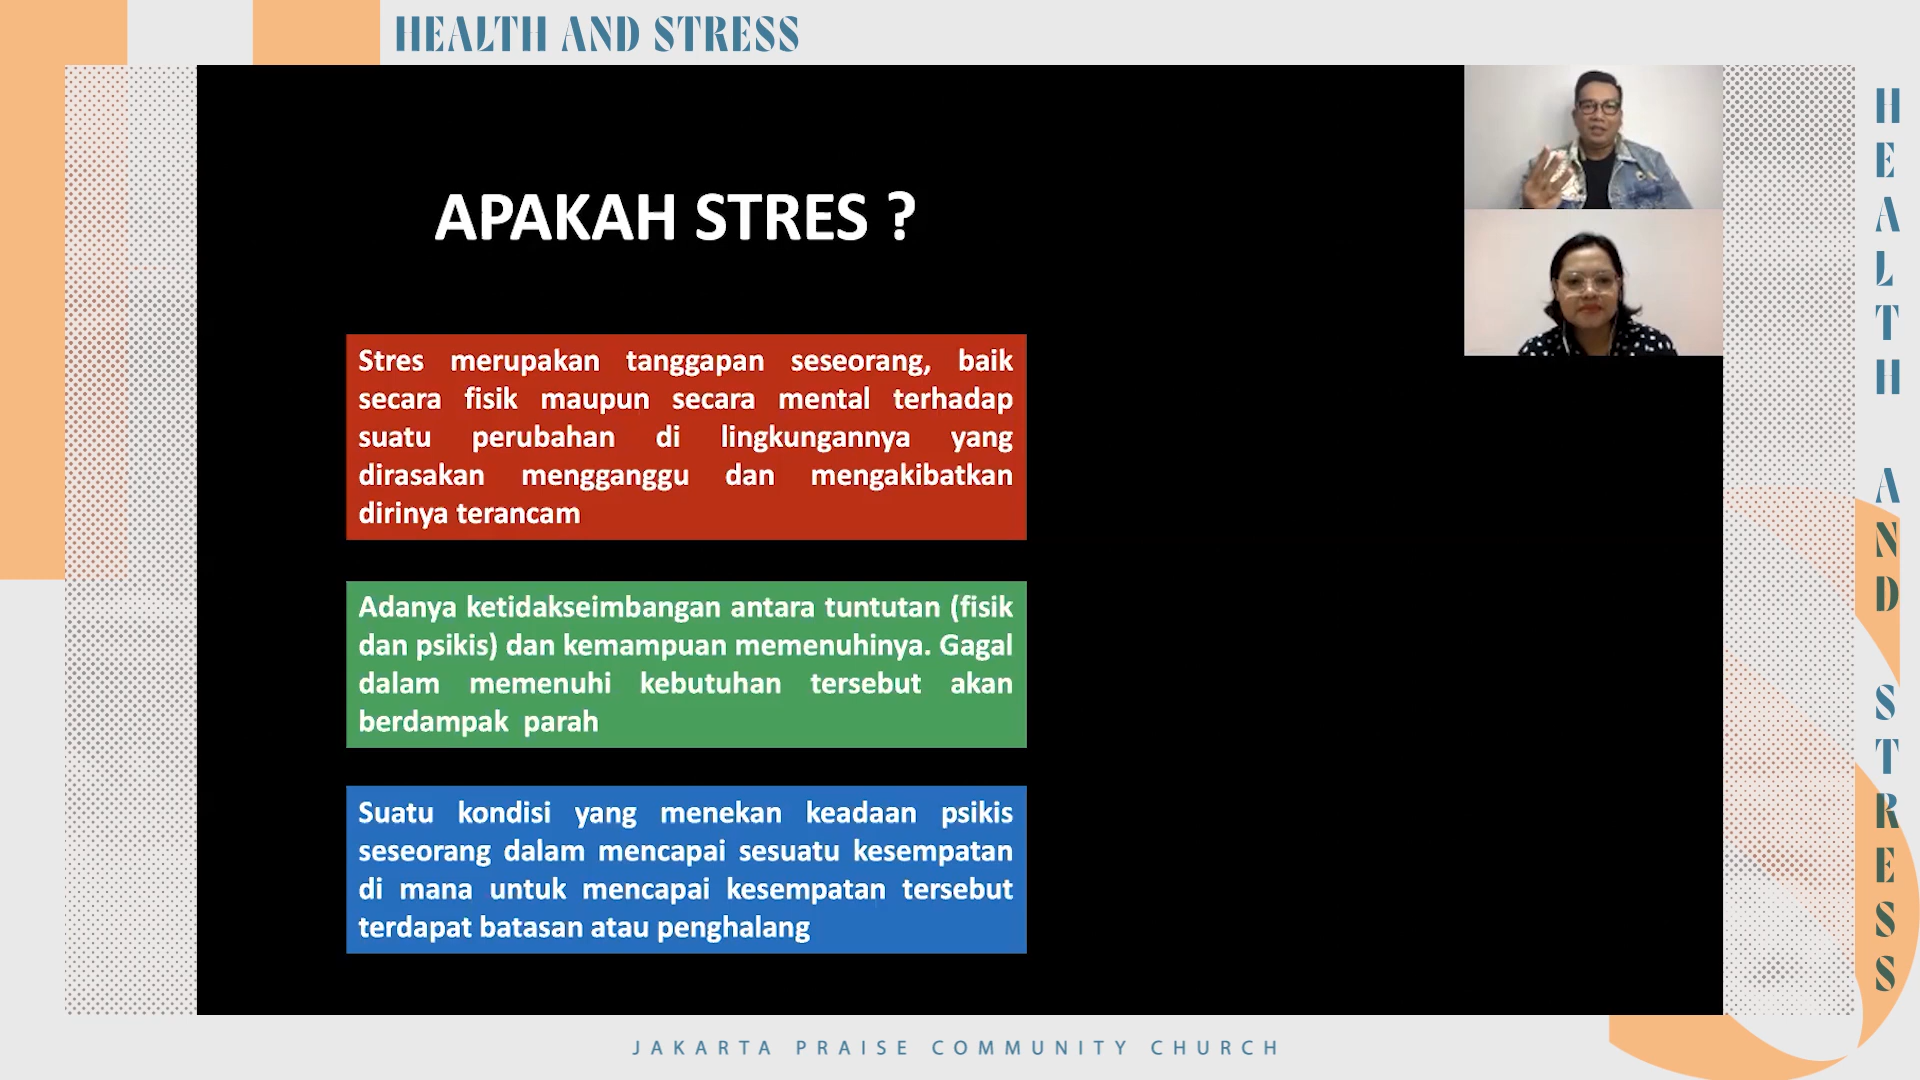 HEALTH AND STRESS
APAKAH STRES ?
Stres merupakan tanggapan seseorang, baik
secara fisik maupun secara mental terhadap
suatu perubahan di lingkungannya yang
dirasakan mengganggu dan mengakibatkan
dirinya terancam
Adanya ketidakseimbangan antara tuntutan (fisik
dan psikis) dan kemampuan memenuhinya. Gagal
dalam memenuhi kebutuhan tersebut akan
berdampak parah
Suatu kondisi yang menekan keadaan psikis
seseorang dalam mencapai sesuatu kesempatan
di mana untuk mencapai kesempatan tersebut
terdapat batasan atau penghalang
HEALTH AND STRESS
JAKARTA PRAISE COMMUNITY CHURCH